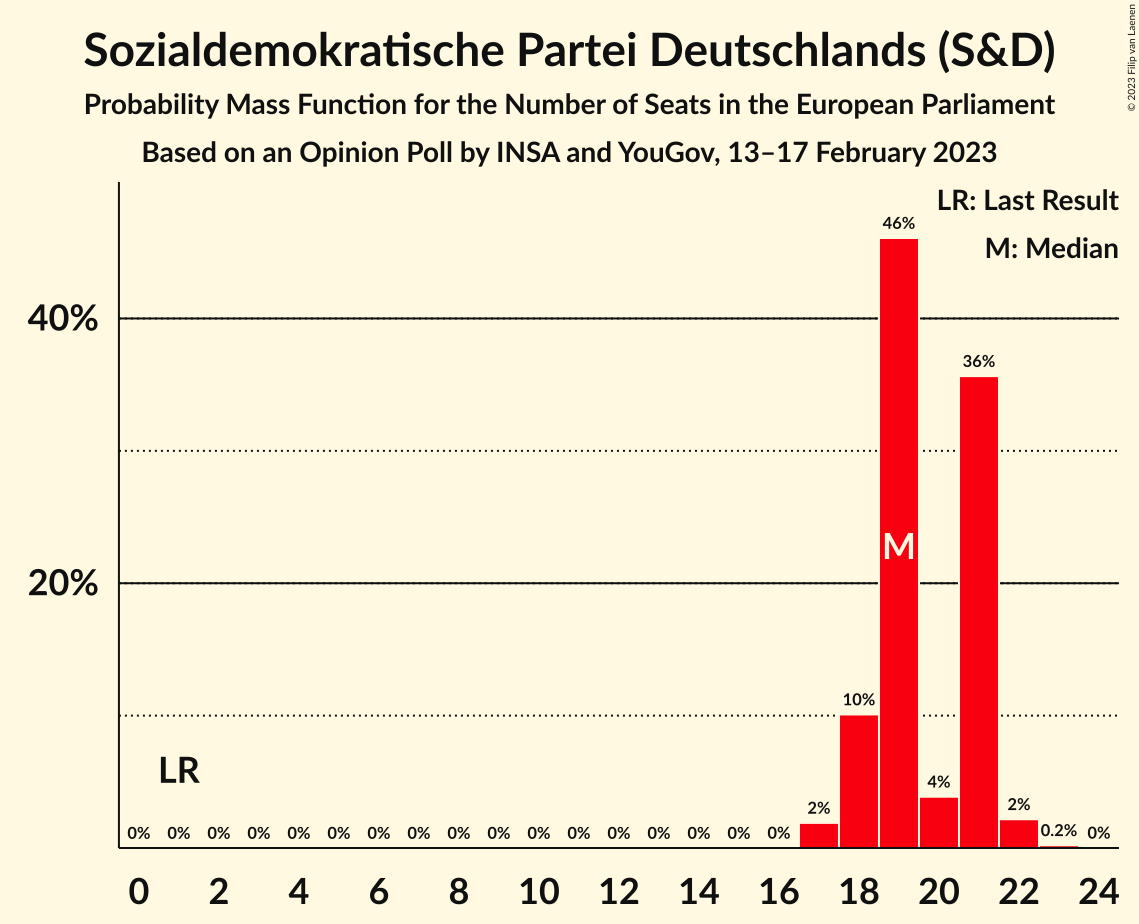 Sozialdemokratische Partei Deutschlands (S&D)
Probability Mass Function for the Number of Seats in the European Parliament
Based on an Opinion Poll by INSA and YouGov, 13–17 February 2023
© 2023 Filip van Laenen
LR: Last Result
M: Median
46%
40%
36%
M
20%
10%
LR
4%
2%
2%
0% 0% 0% 0% 0% 0% 0% 0% 0% 0% 0% 0% 0% 0% 0% 0% 0% 0.2% 0%
0 2 4 6 8 10 12 14 16 18 20 22 24